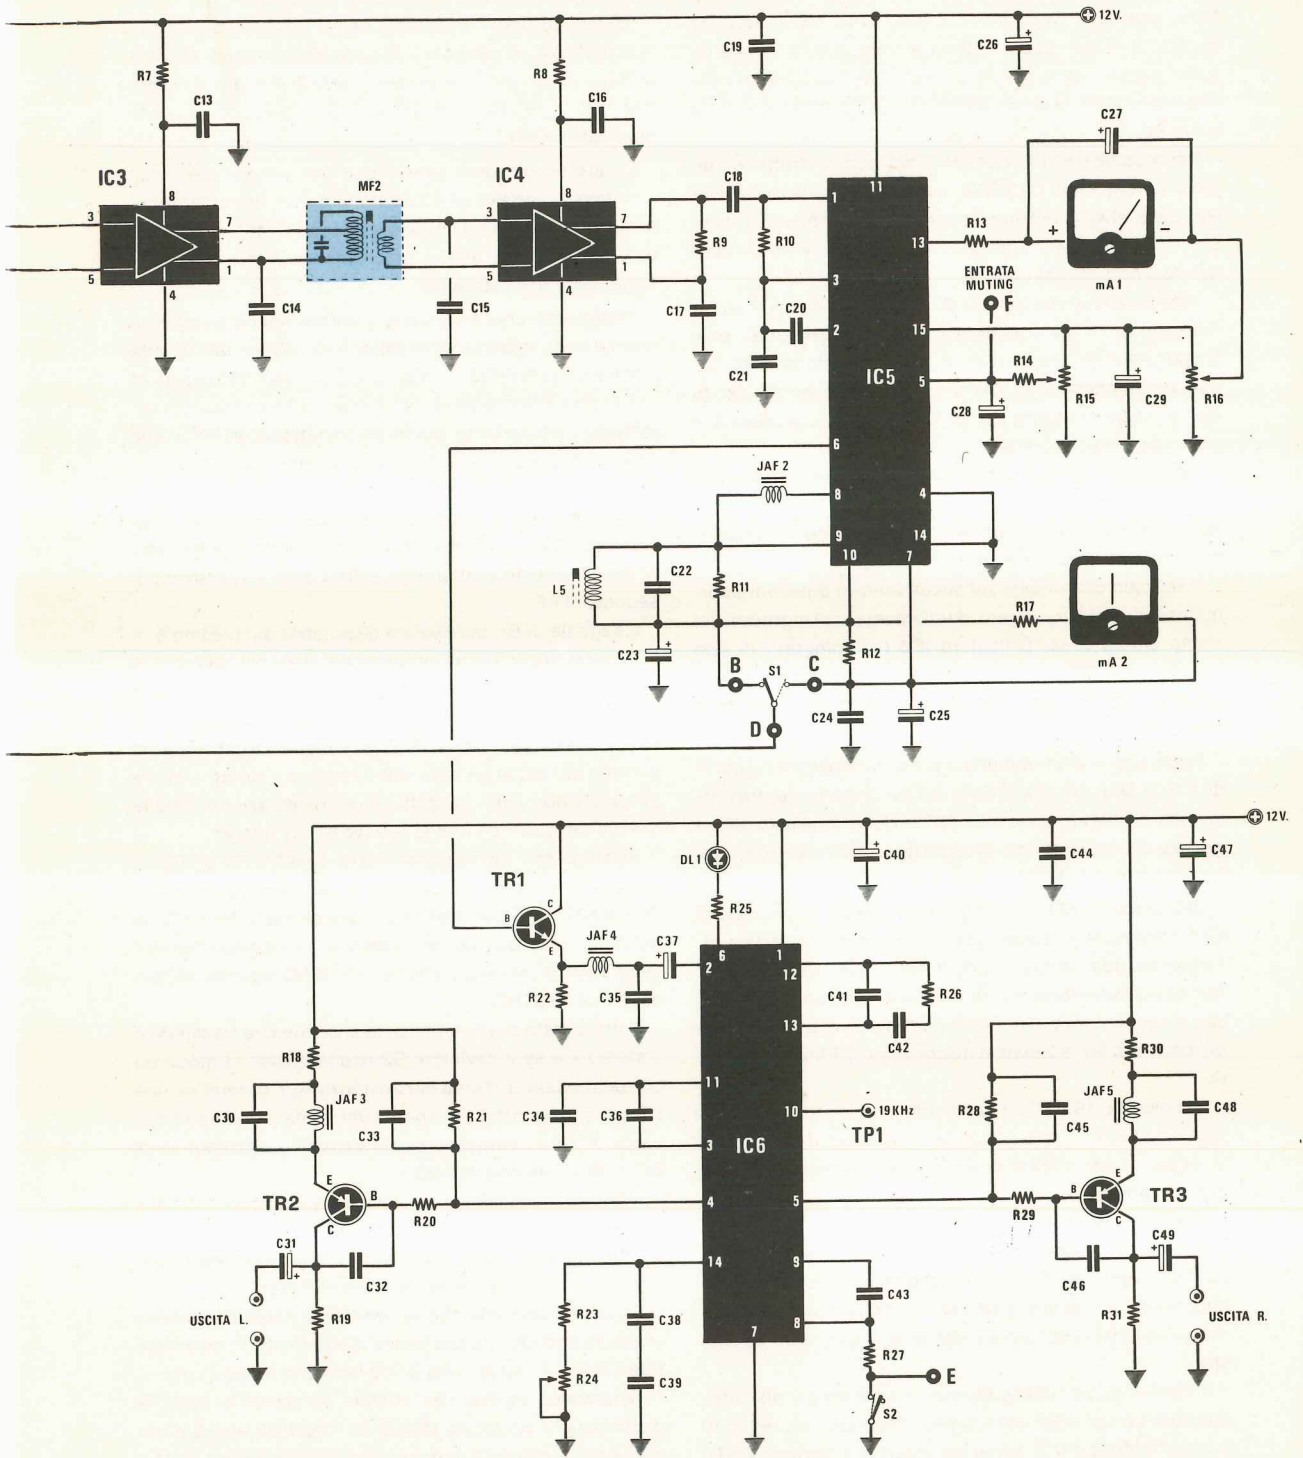 12 V.
C19
C26
R7
R8
C13
C16
C27
IC3
MF2
IC4
C18
8
8
11
3
7
3
7
1
R9
R10
13
R13
+
-
mA1
5
1
5
1
3
4
4
C14
C15
C17
C20
2
C21
ENTRATA
MUTING
F
15
IC5
5
R14
R15
C28
C29
R16
6
JAF 2
8
4
9
14
10
7
L5
C22
R11
R17
C23
R12
mA 2
B
S1
C
D
C24
C25
12 V.
DL1
C40
C44
C47
TR1
C
B
E
R25
JAF4
C37
6
1
2
12
R22
C35
C41
R26
13
C42
R18
R30
11
C30
JAF3
C33
R21
C34
C36
10
19KHz
TP1
R28
C45
JAF5
C48
3
IC6
E
TR2
B
R20
4
5
R29
B
E
TR3
C
C
C31
C32
C49
C46
14
9
USCITA L.
R19
R23
C38
C43
R31
USCITA R.
7
8
R24
C39
R27
E
S2